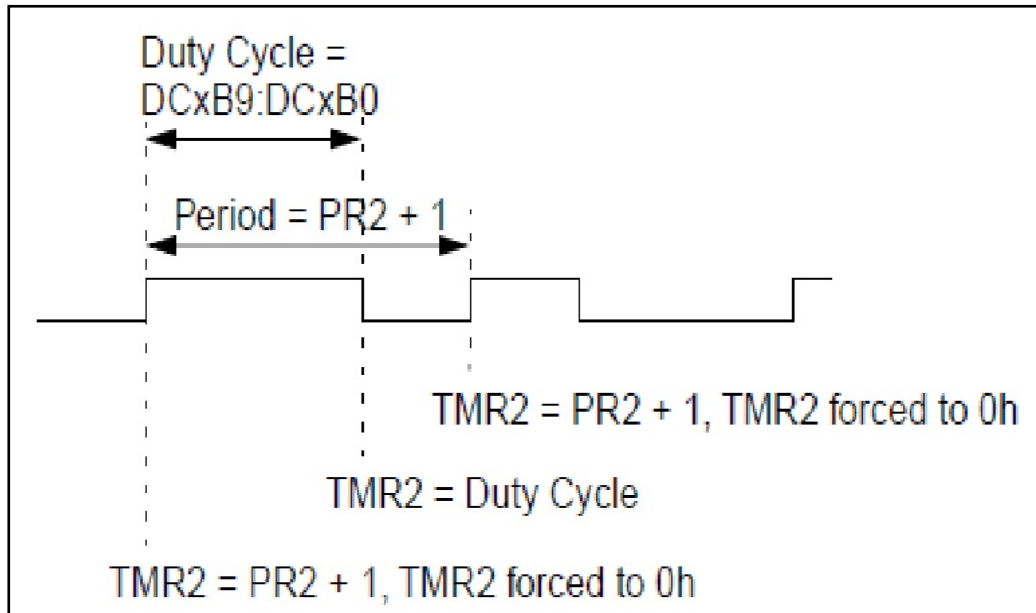 Duty Cycle =
DCxB9:DCxB0
Period = PR2 + 1
TMR2 = PR2 + 1, TMR2 forced to 0h
TMR2 = Duty Cycle
TMR2 = PR2 + 1, TMR2 forced to 0h